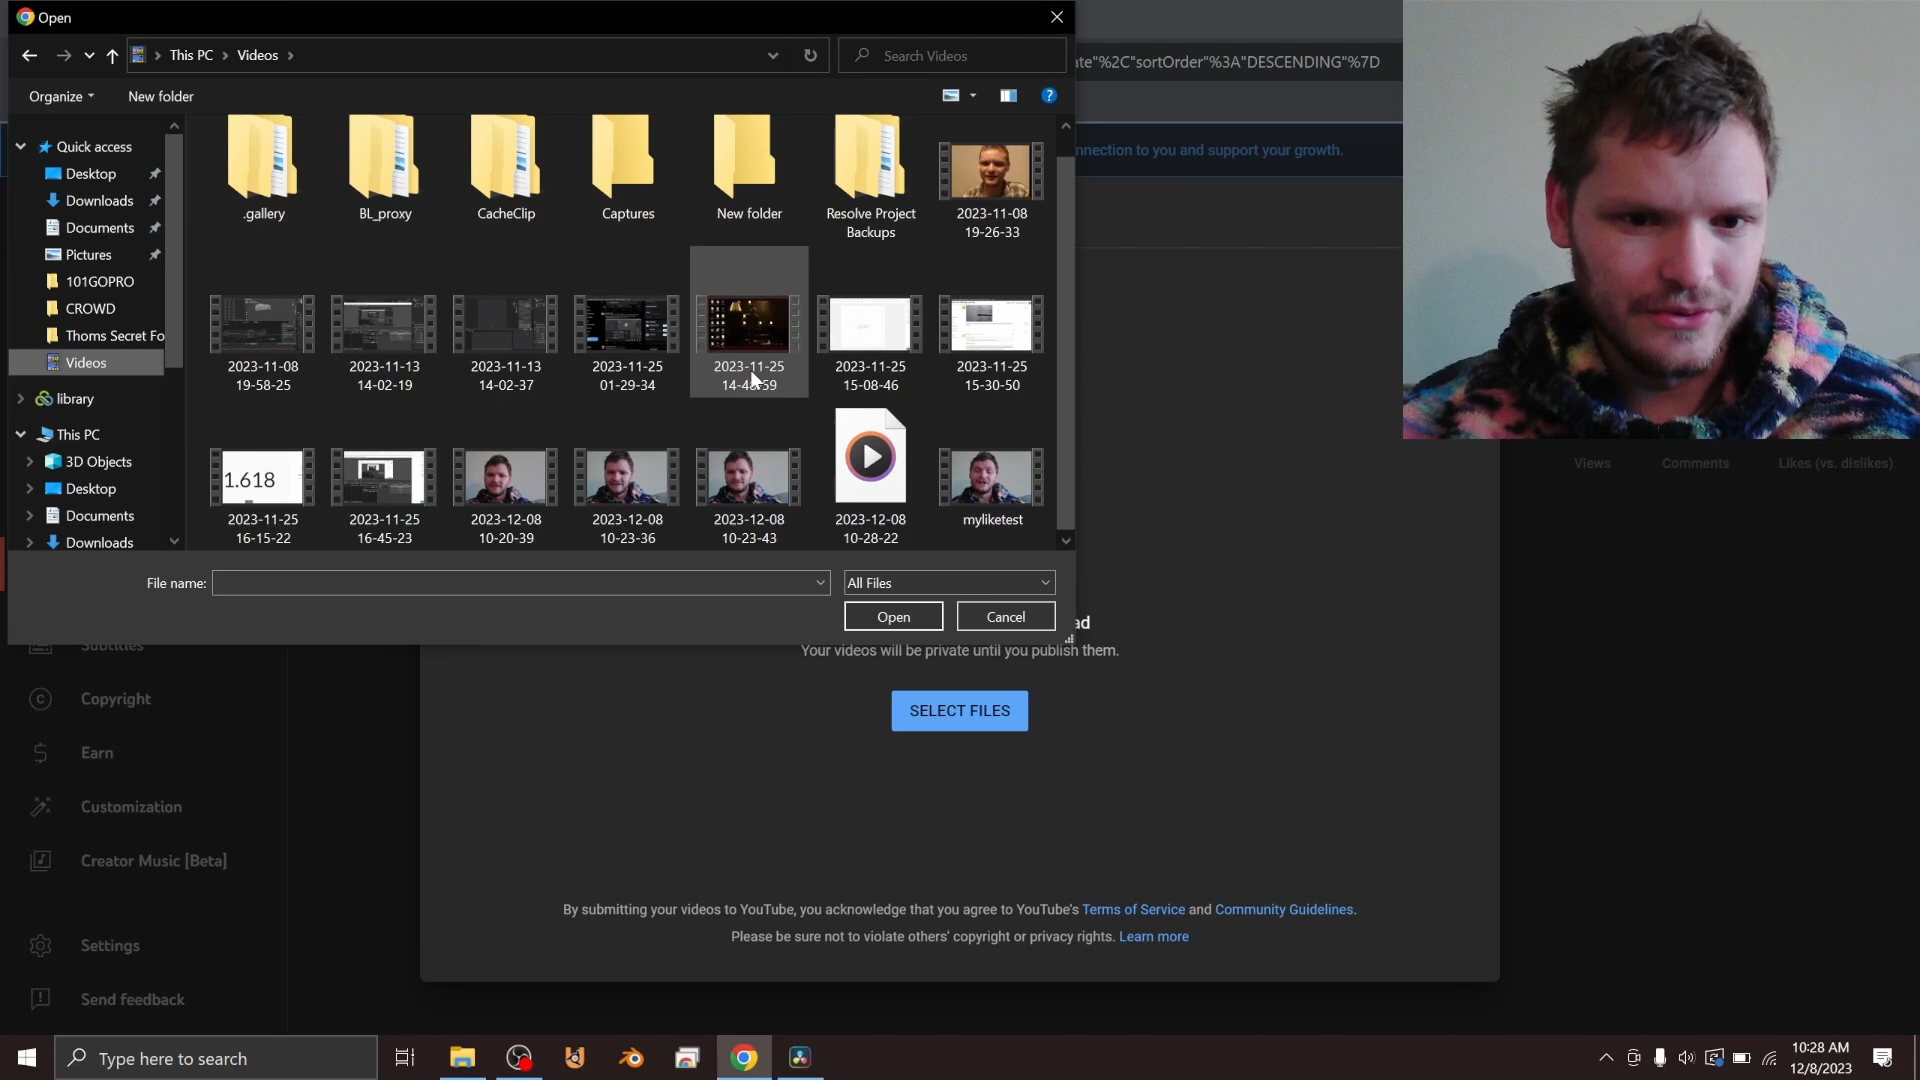 Open
This PC
Videos
Search Videos
ate"%2C"sortOrder"%3A"DESCENDING"%7D
Organize
New folder
nnection to you and support your growth.
Quick access
Desktop
Downloads
Documents
Pictures
101GOPRO
CROWD
Thoms Secret Fo
Videos
library
This PC
3D Objects
Desktop
Documents
Downloads
.gallery
BL_proxy
CacheClip
Captures
New folder
Resolve Project
Backups
2023-11-08
19-26-33
2023-11-08
19-58-25
2023-11-13
14-02-19
2023-11-13
14-02-37
2023-11-25
01-29-34
2023-11-25
2023-11-25
15-08-46
2023-11-25
15-30-50
1.618
2023-11-25
16-15-22
2023-11-25
16-45-23
2023-12-08
10-20-39
2023-12-08
10-23-36
2023-12-08
10-23-43
2023-12-08
10-28-22
myliketest
Views
Comments
Likes (vs. dislikes)
File name:
All Files
Open
Cancel
ad
Your videos will be private until you publish them.
SELECT FILES
Subtitles
Copyright
Earn
Customization
Creator Music [Beta]
Settings
Send feedback
By submitting your videos to YouTube, you acknowledge that you agree to YouTube's Terms of Service and Community Guidelines.
Please be sure not to violate others' copyright or privacy rights. Learn more
Type here to search
10:28 AM
12/8/2023